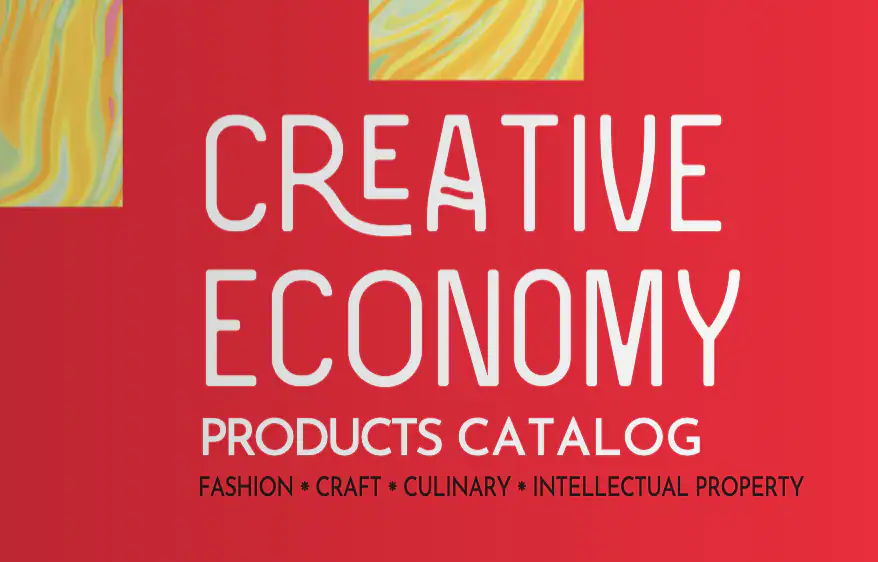 CREATIVE
ECONOMY
PRODUCTS CATALOG
FASHION * CRAFT * CULINARY * INTELLECTUAL PROPERTY